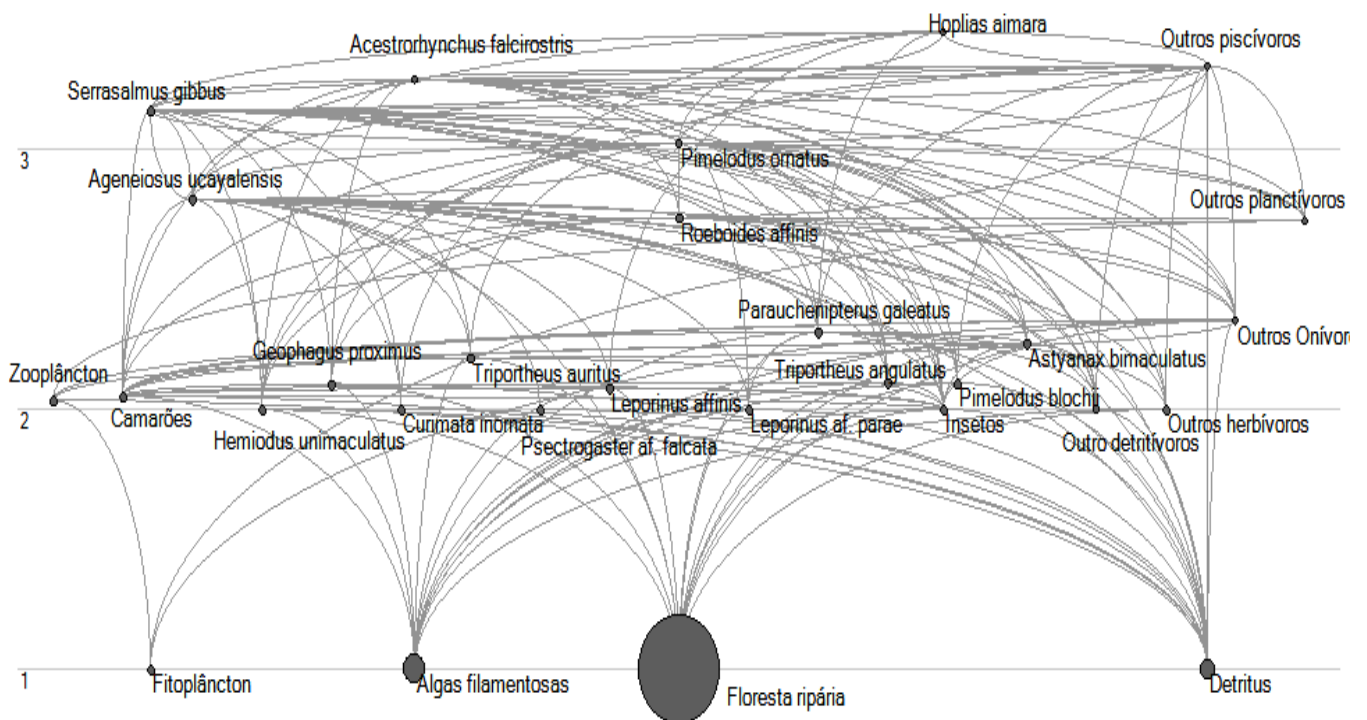 Hoplias aimara
Acestrorhynchus falcirostris
Outros piscívoros
Serrasalmus gibbus
3
Pimelodus ornatus
Ageneiosus ucayalensis
Outros planctívoros
Roeboides affinis
Parauchenipterus galeatus
Outros Onívor
Geophagus proximus
Astyanax bimaculatus
Zooplâncton
Triportheus auritus
Triportheus angulatus
Leporinus affinis
Pimelodus blochii
2
Camarões
Curimata inornata
Leporinus af. parae
Insetos
Outros herbívoros
Hemiodus unimaculatus
Psectrogaster af. falcata
Outro detritívoros
1
Fitoplâncton
Algas filamentosas
Floresta ripária
Detritus